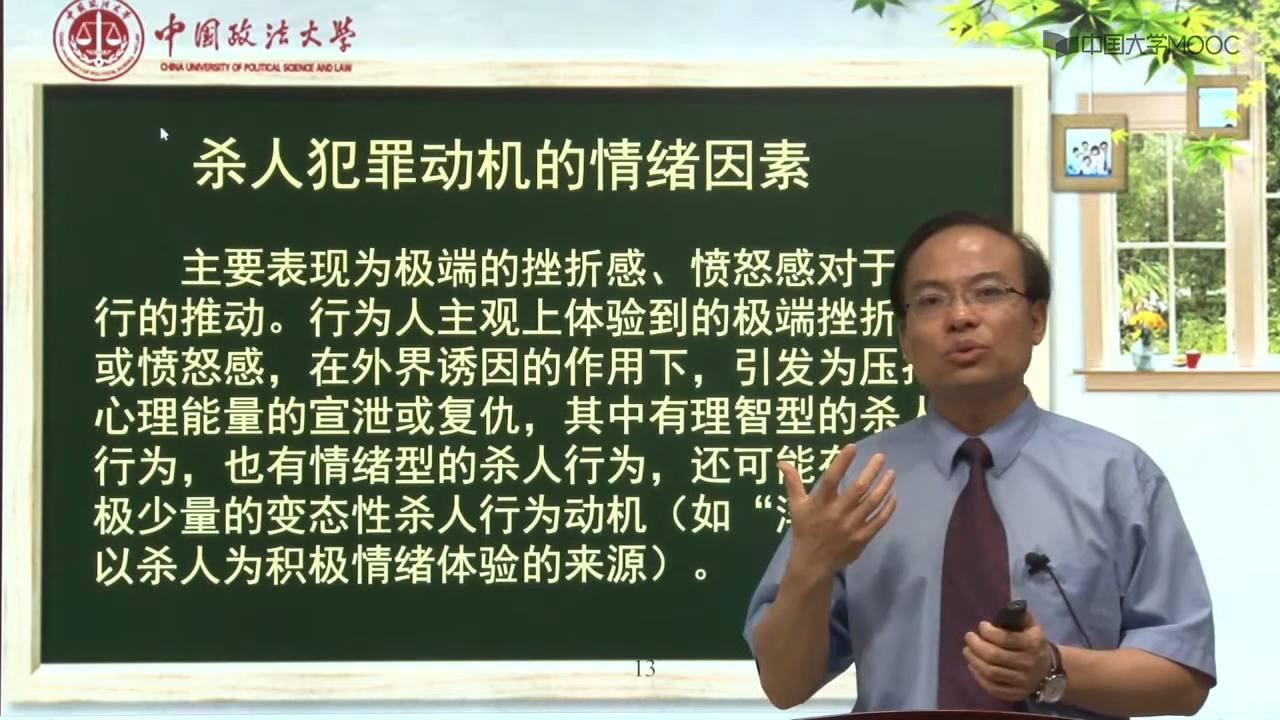 中国政法大学
CHINA UNIVERSITY OF POLITICAL SCIENCE AND LAW
中国大学MOOC
杀人犯罪动机的情绪因素
主要表现为极端的挫折感、愤怒感对于
行的推动。行为人主观上体验到的极端挫折
或愤怒感，在外界诱因的作用下，引发为压
心理能量的宣泄或复仇，其中有理智型的杀人
行为，也有情绪型的杀人行为，还可能
极少量的变态性杀人行为动机（如“
以杀人为积极情绪体验的来源）。
13